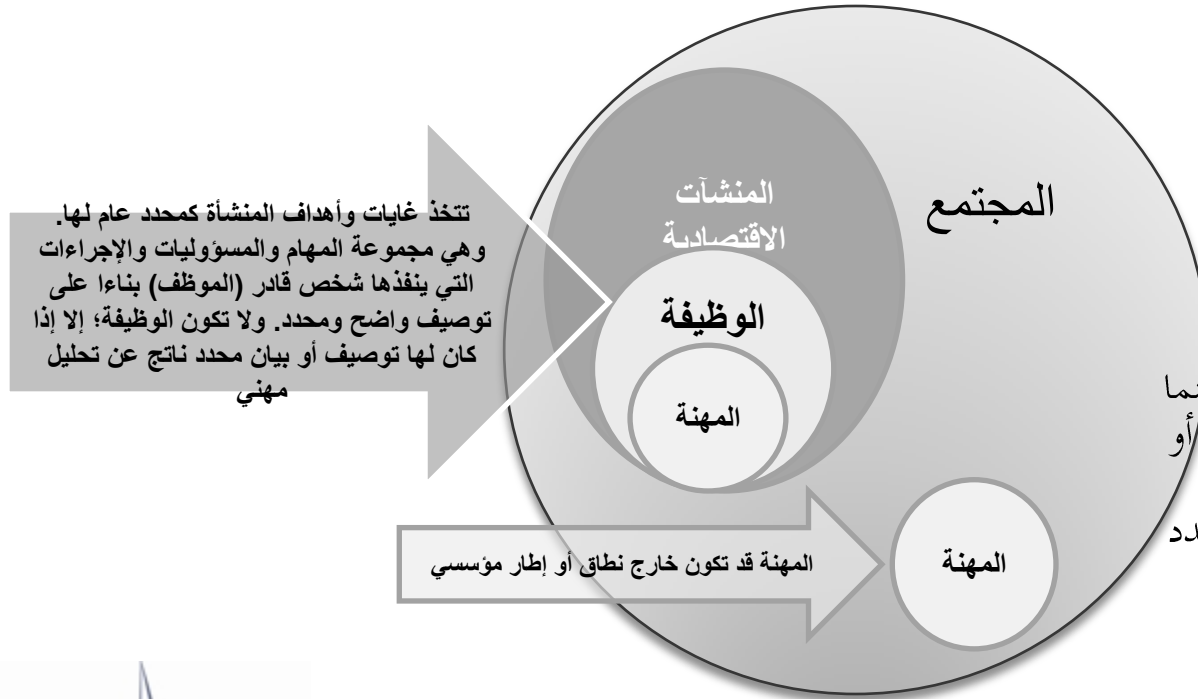 المجتمع
المنشآت
الاقتصادية
الوظيفة
المهنة
تتخذ غايات وأهداف المنشأة كمحدد عام لها.
وهي مجموعة المهام والمسؤوليات والإجراءات
التي ينفذها شخص قادر (الموظف) بناءا على
توصيف واضح ومحدد. ولا تكون الوظيفة؛ إلا إذا
كان لها توصيف أو بيان محدد ناتج عن تحليل
مهني
أو
المهنة
المهنة قد تكون خارج نطاق أو إطار مؤسسي